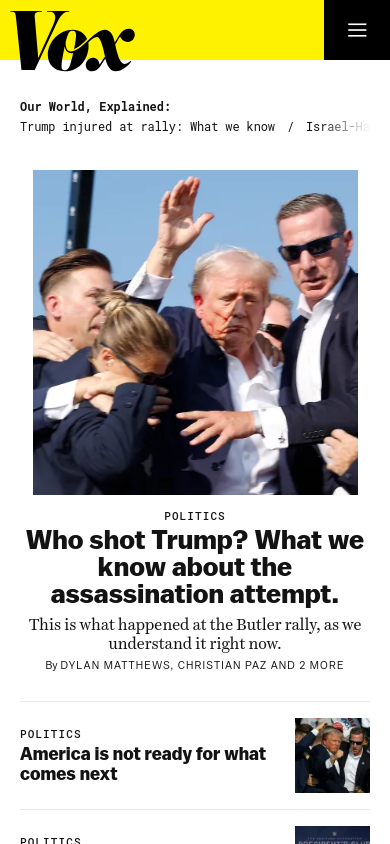 Vox
Our World, Explained:
Trump injured at rally: What we know / Israel-Ha
POLITICS
Who shot Trump? What we
know about the
assassination attempt.
This is what happened at the Butler rally, as we
understand it right now.
By DYLAN MATTHEWS, CHRISTIAN PAZ AND 2 MORE
POLITICS
America is not ready for what
comes next
POLITICS
PRESIDENT'S CLUB